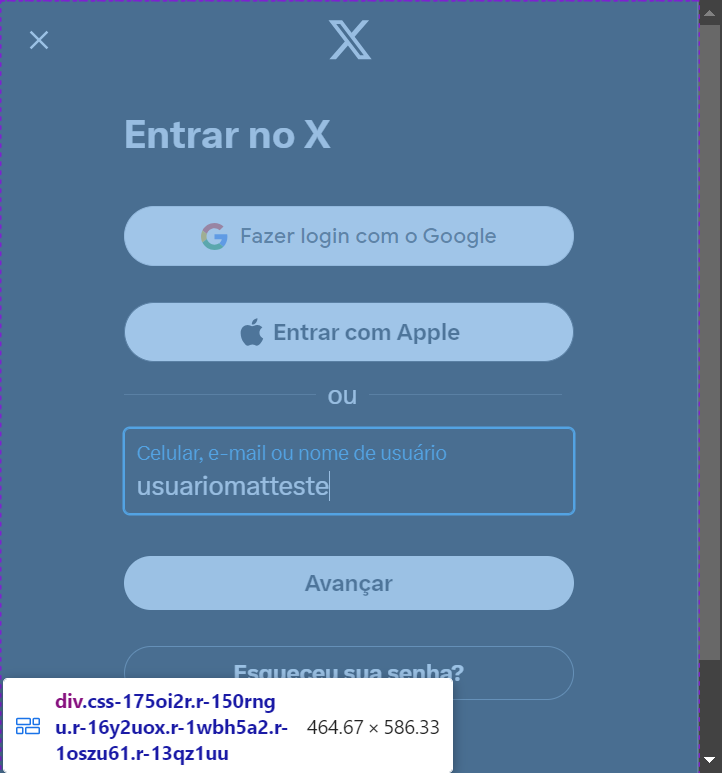 Entrar no X
Fazer login com o Google
Entrar com Apple
ou
Celular, e-mail ou nome de usuário
usuariomatteste
Avançar
Esqueceu sua senha?
div.css-175oi2r.r-150rng
u.r-16y2uox.r-1wbh5a2.r-
1oszu61.r-13qz1uu
464.67 × 586.33